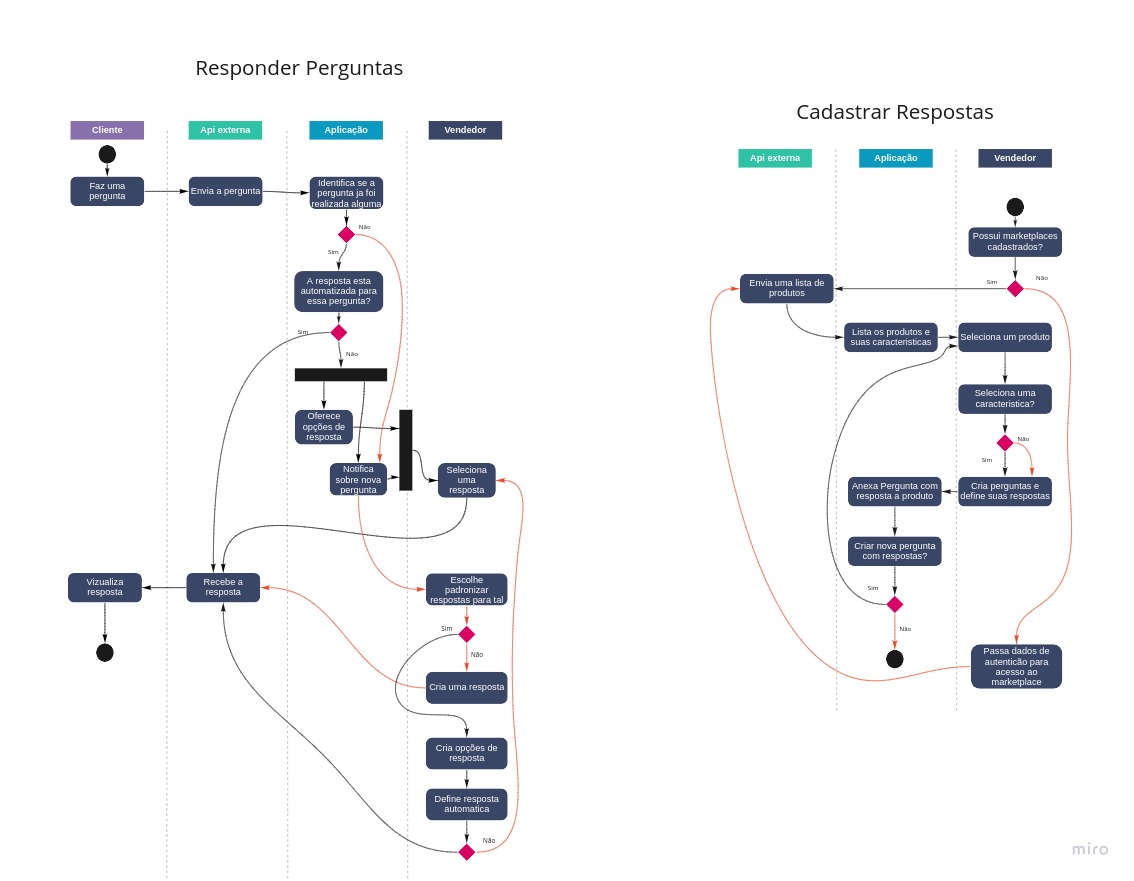 Responder Perguntas
Cliente
Api externa
Aplicação
Vendedor
Faz uma
pergunta
Envia a pergunta
Identifica se a
pergunta ja foi
realizada alguma
Não
Sim
A resposta esta
automatizada para
essa pergunta?
Sim
Não
Oferece
opções de
resposta
Notifica
sobre nova
pergunta
Seleciona
uma
resposta
Vizualiza
resposta
Recebe a
resposta
Escolhe
padronizar
respostas para tal
Sim
Não
Cria uma resposta
Cria opções de
resposta
Define resposta
automatica
Não
Cadastrar Respostas
Api externa
Aplicação
Vendedor
Possui marketplaces
cadastrados?
Sim
Não
Envia uma lista de
produtos
Lista os produtos e
suas caracteristicas
Seleciona um produto
Seleciona uma
caracteristica?
Não
Sim
Anexa Pergunta com
resposta a produto
Cria perguntas e
define suas respostas
Criar nova pergunta
com respostas?
Sim
Não
Passa dados de
autenticão para
acesso ao
marketplace
miro